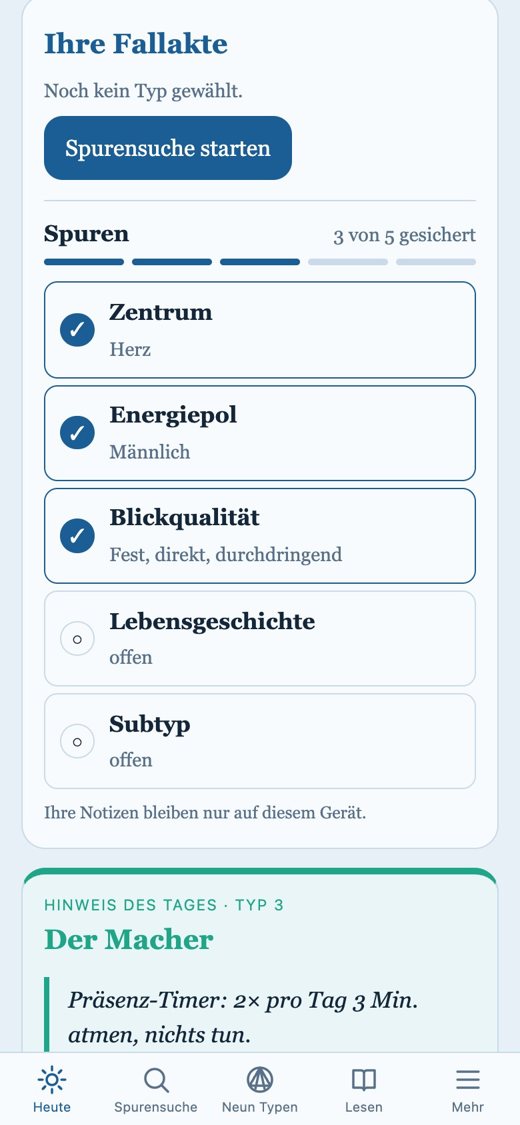 Ihre Fallakte
Noch kein Typ gewählt.
Spurensuche starten
Spuren
3 von 5 gesichert
Zentrum
Herz
Energiepol
Männlich
Blickqualität
Fest, direkt, durchdringend
Lebensgeschichte
offen
Subtyp
offen
Ihre Notizen bleiben nur auf diesem Gerät.
HINWEIS DES TAGES · TYP 3
Der Macher
Präsenz-Timer: 2× pro Tag 3 Min.
atmen, nichts tun.
Heute
Spurensuche
Neun Typen
Lesen
Mehr